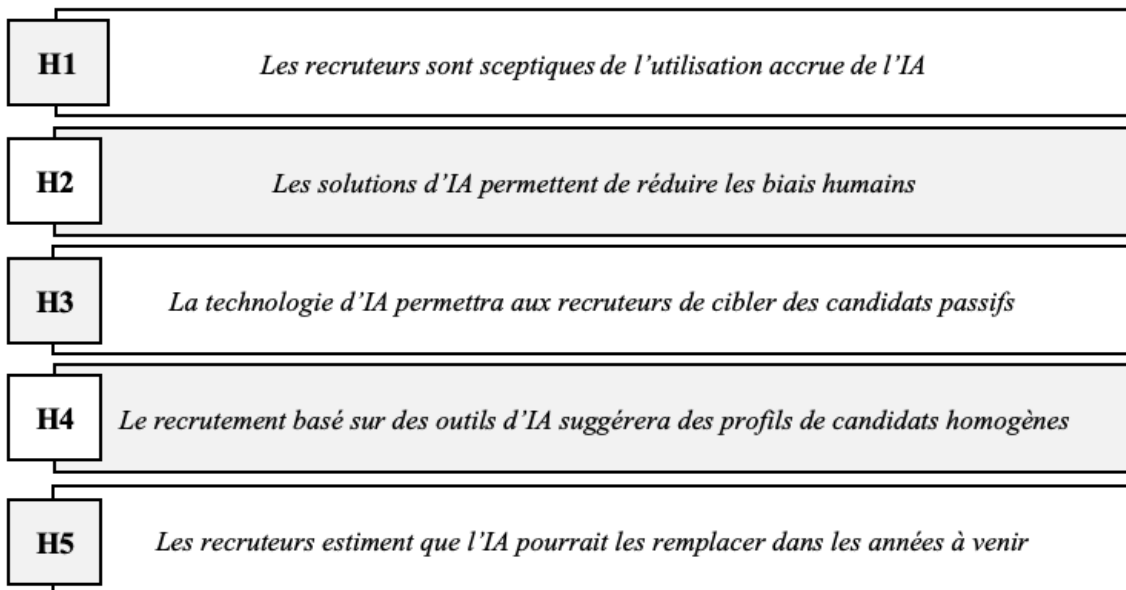 H1 Les recruteurs sont sceptiques de l’utilisation accrue de l’IA
H2 Les solutions d’IA permettent de réduire les biais humains
H3 La technologie d’IA permettra aux recruteurs de cibler des candidats passifs
H4 Le recrutement basé sur des outils d’IA suggérera des profils de candidats homogènes
H5 Les recruteurs estiment que l’IA pourrait les remplacer dans les années à venir